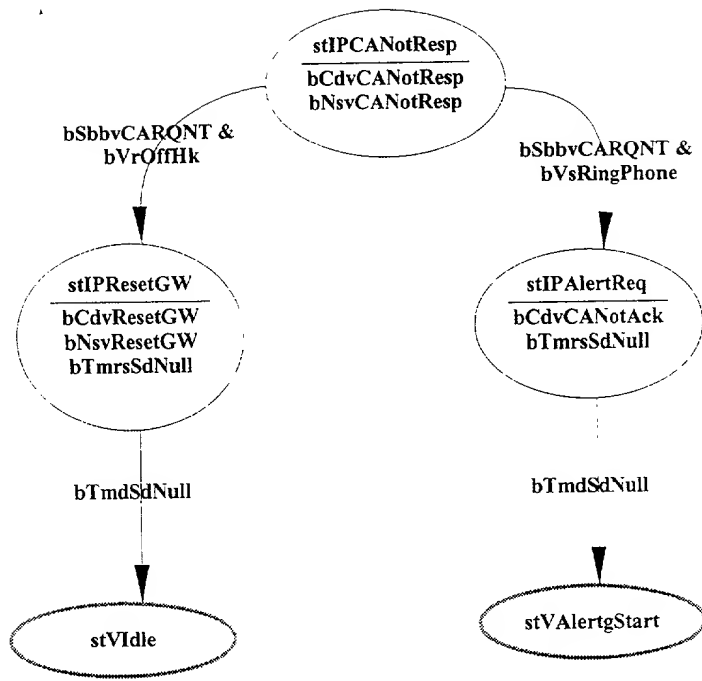 stIPCANotResp
bCdvCANotResp
bNsvCANotResp
bSbbvCARQNT &
bVrOffHk
bSbbvCARQNT &
bVsRingPhone
stIPResetGW
bCdvResetGW
bNsvResetGW
bTmrsSdNull
stIPAlertReq
bCdvCANotAck
bTmrsSdNull
bTmdSdNull
bTmdSdNull
stVIdle
stVAlertgStart